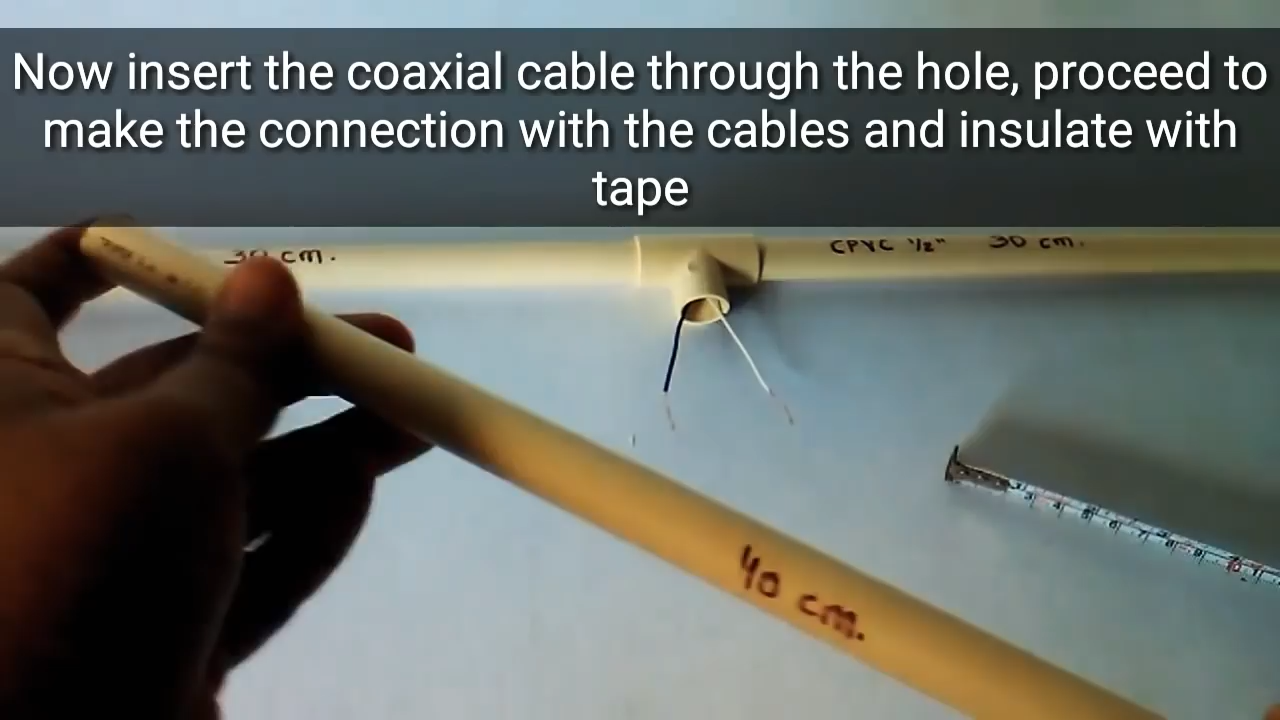 Now insert the coaxial cable through the hole, proceed to
make the connection with the cables and insulate with
tape
30 cm.
CPVC ½" 30 cm.
40 cm.